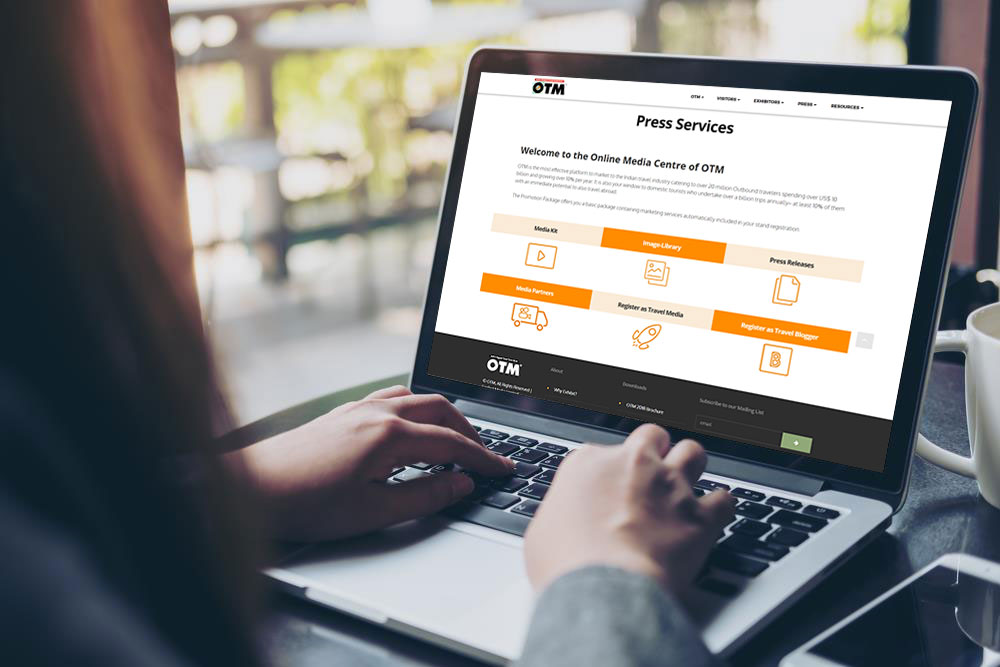 OTM
OTM
VISITORS
EXHIBITORS
PRESS
RESOURCES
Press Services
Welcome to the Online Media Centre of OTM
OTM is the most effective platform to market to the Indian travel industry catering to over 20 million Outbound travelers spending over US$ 10
billion and growing over 10% per year. It is also your window to domestic tourists who undertake over a billion trips annually+ at least 10% of them
with an immediate potential to also travel abroad.
The Promotion Package offers you a basic package containing marketing services automatically included in your stand registration.
Media Kit
Image Library
Press Releases
Media Partners
Register as Travel Media
Register as Travel Blogger
B
OTM
© OTM, All Rights Reserved |
About
Why Exhibit?
Downloads
OTM 2018 Brochure
Subscribe to our Mailing List
email